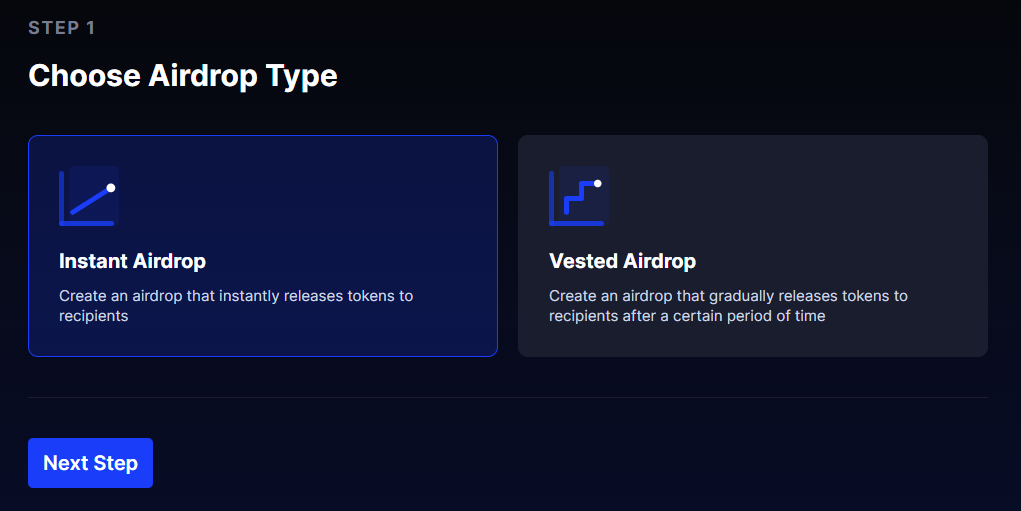 STEP 1
Choose Airdrop Type
Instant Airdrop
Create an airdrop that instantly releases tokens to
recipients
Vested Airdrop
Create an airdrop that gradually releases tokens to
recipients after a certain period of time
Next Step